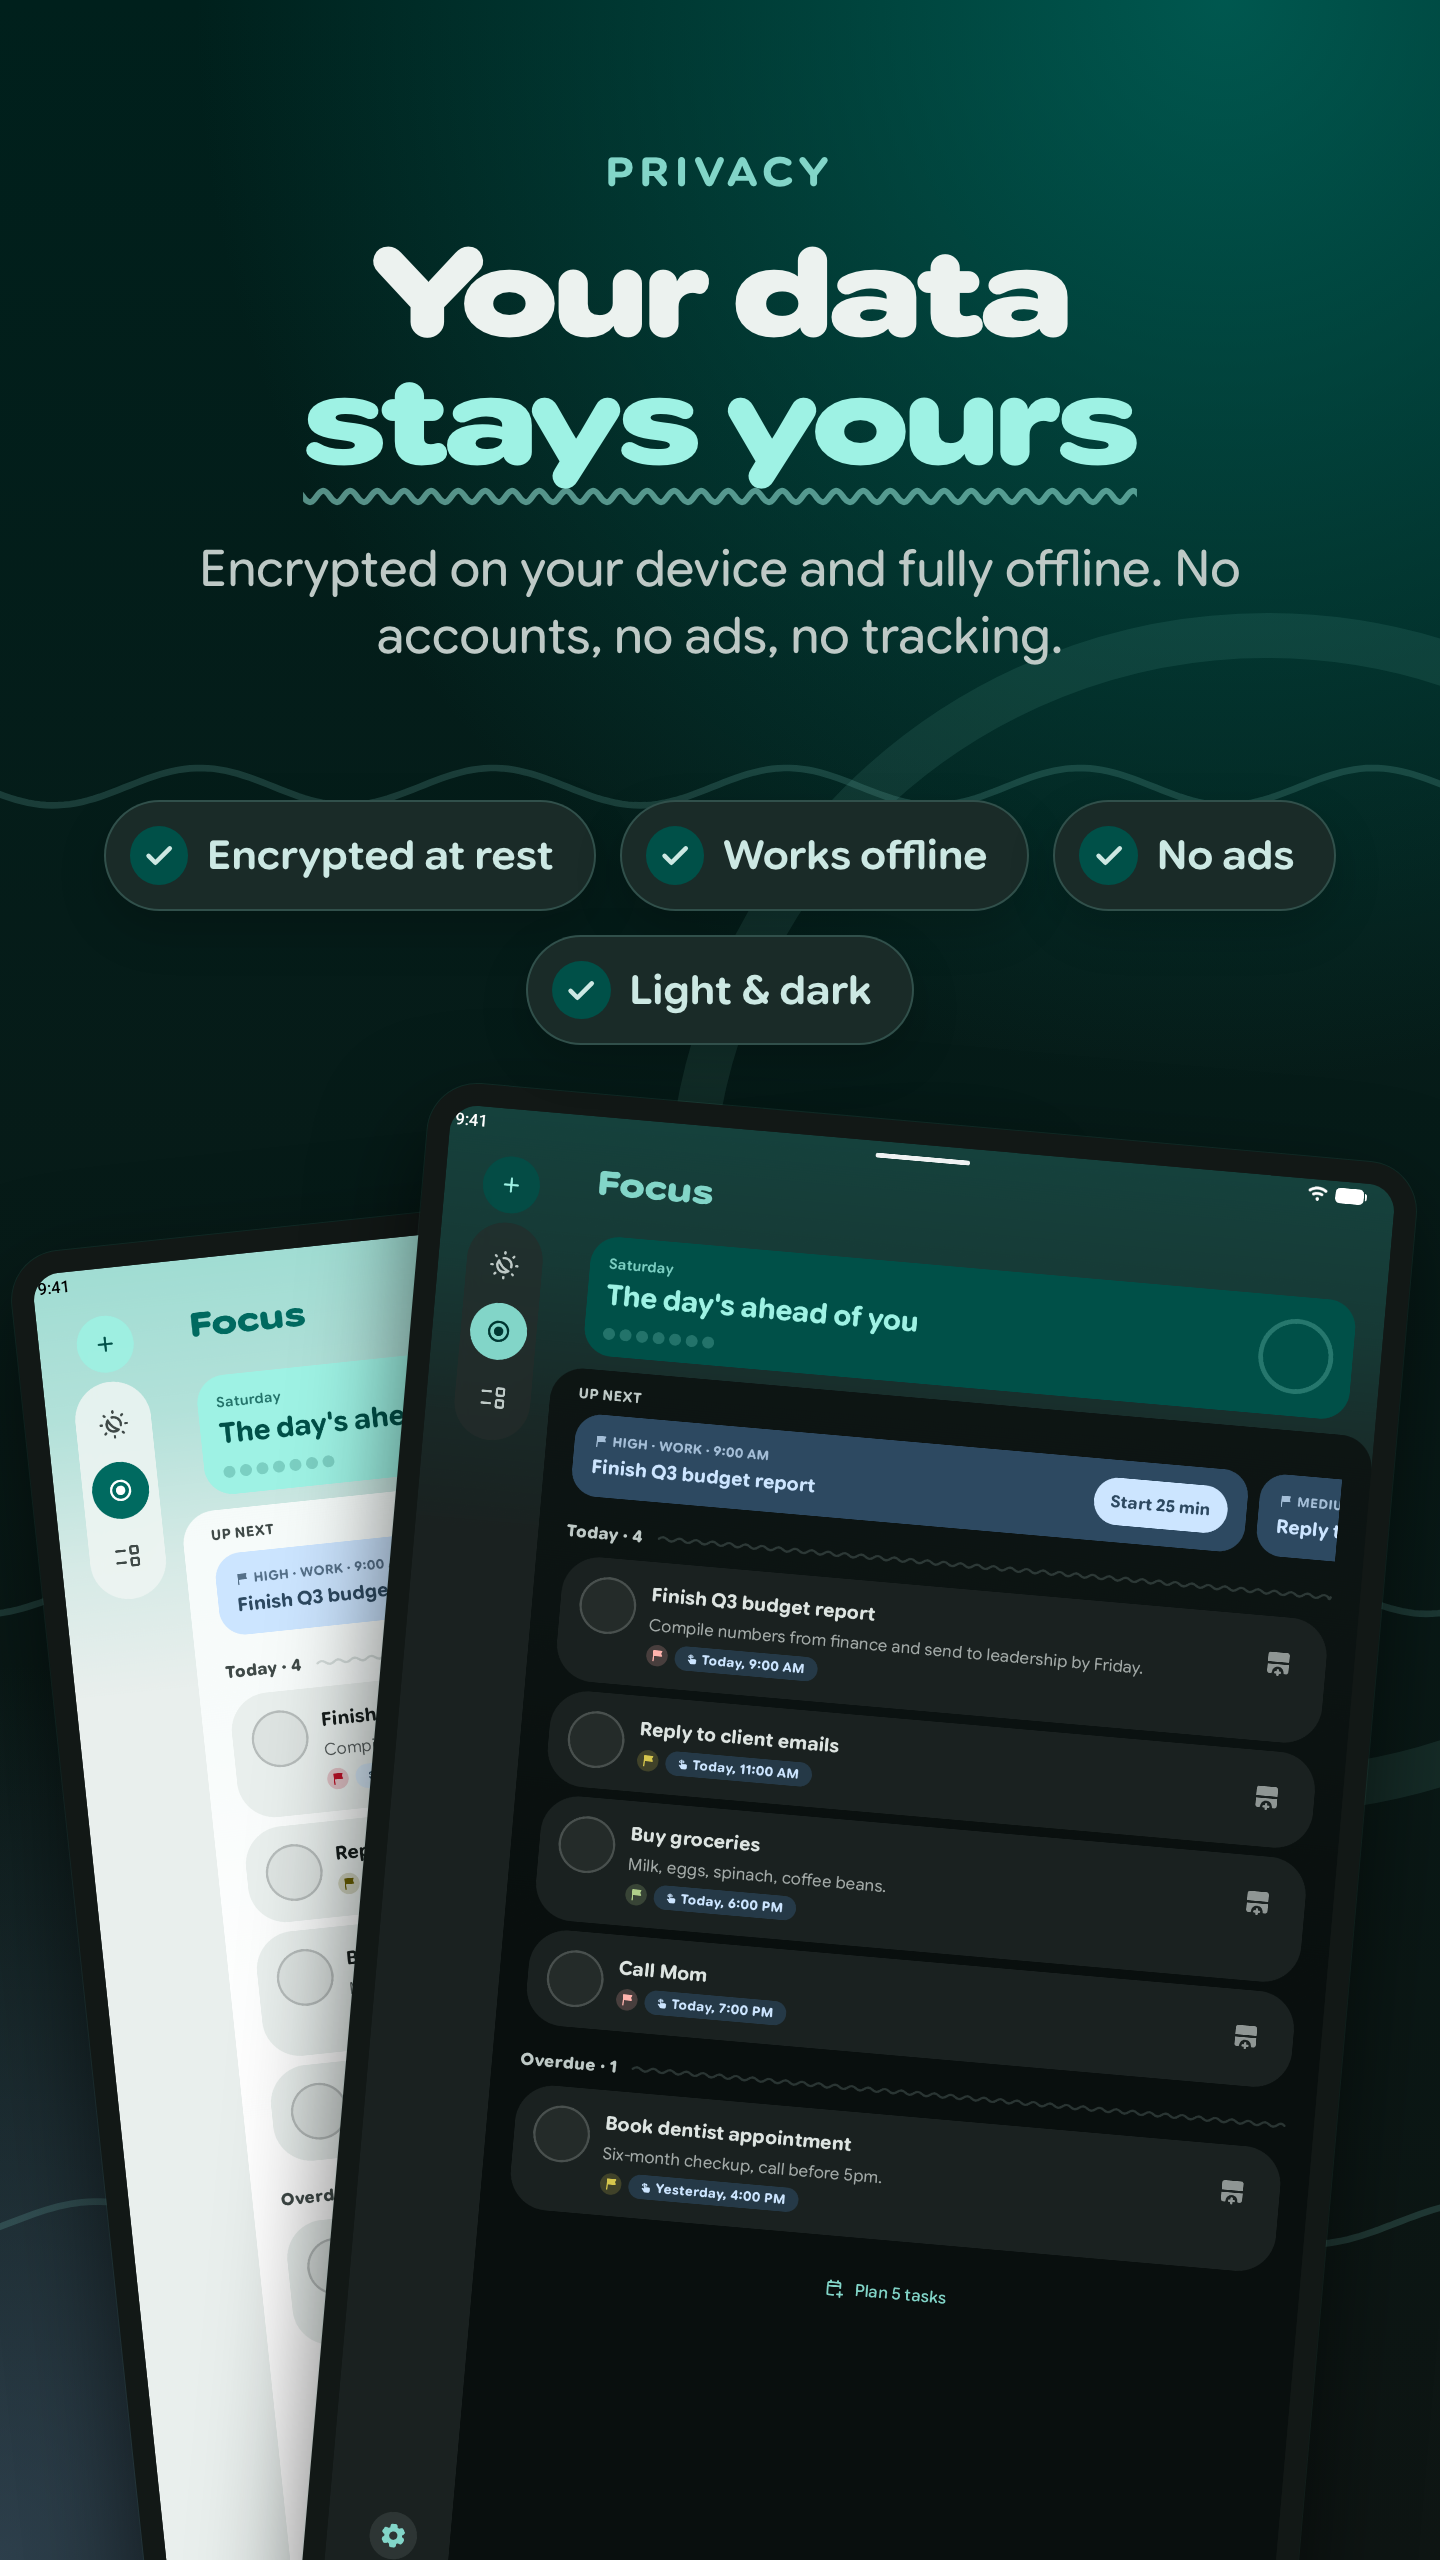 PRIVACY
Your data
stays yours
Encrypted on your device and fully offline. No
accounts, no ads, no tracking.
Encrypted at rest
Works offline
No ads
Light & dark
9:41
Focus
Saturday
The day's ahead of you
UP NEXT
HIGH · WORK · 9:00 AM
Finish Q3 budget report
Start 25 min
MEDIU
Reply t
Today · 4
Finish Q3 budget report
Compile numbers from finance and send to leadership by Friday.
Today, 9:00 AM
Reply to client emails
Today, 11:00 AM
Buy groceries
Milk, eggs, spinach, coffee beans.
Today, 6:00 PM
Call Mom
Today, 7:00 PM
Overdue · 1
Book dentist appointment
Six-month checkup, call before 5pm.
Yesterday, 4:00 PM
Plan 5 tasks
9:41
Focus
Saturday
The day's ahe
UP NEXT
HIGH · WORK · 9:00
Finish Q3 budge
Today · 4
Finish
Compi
Rep
B
Overd